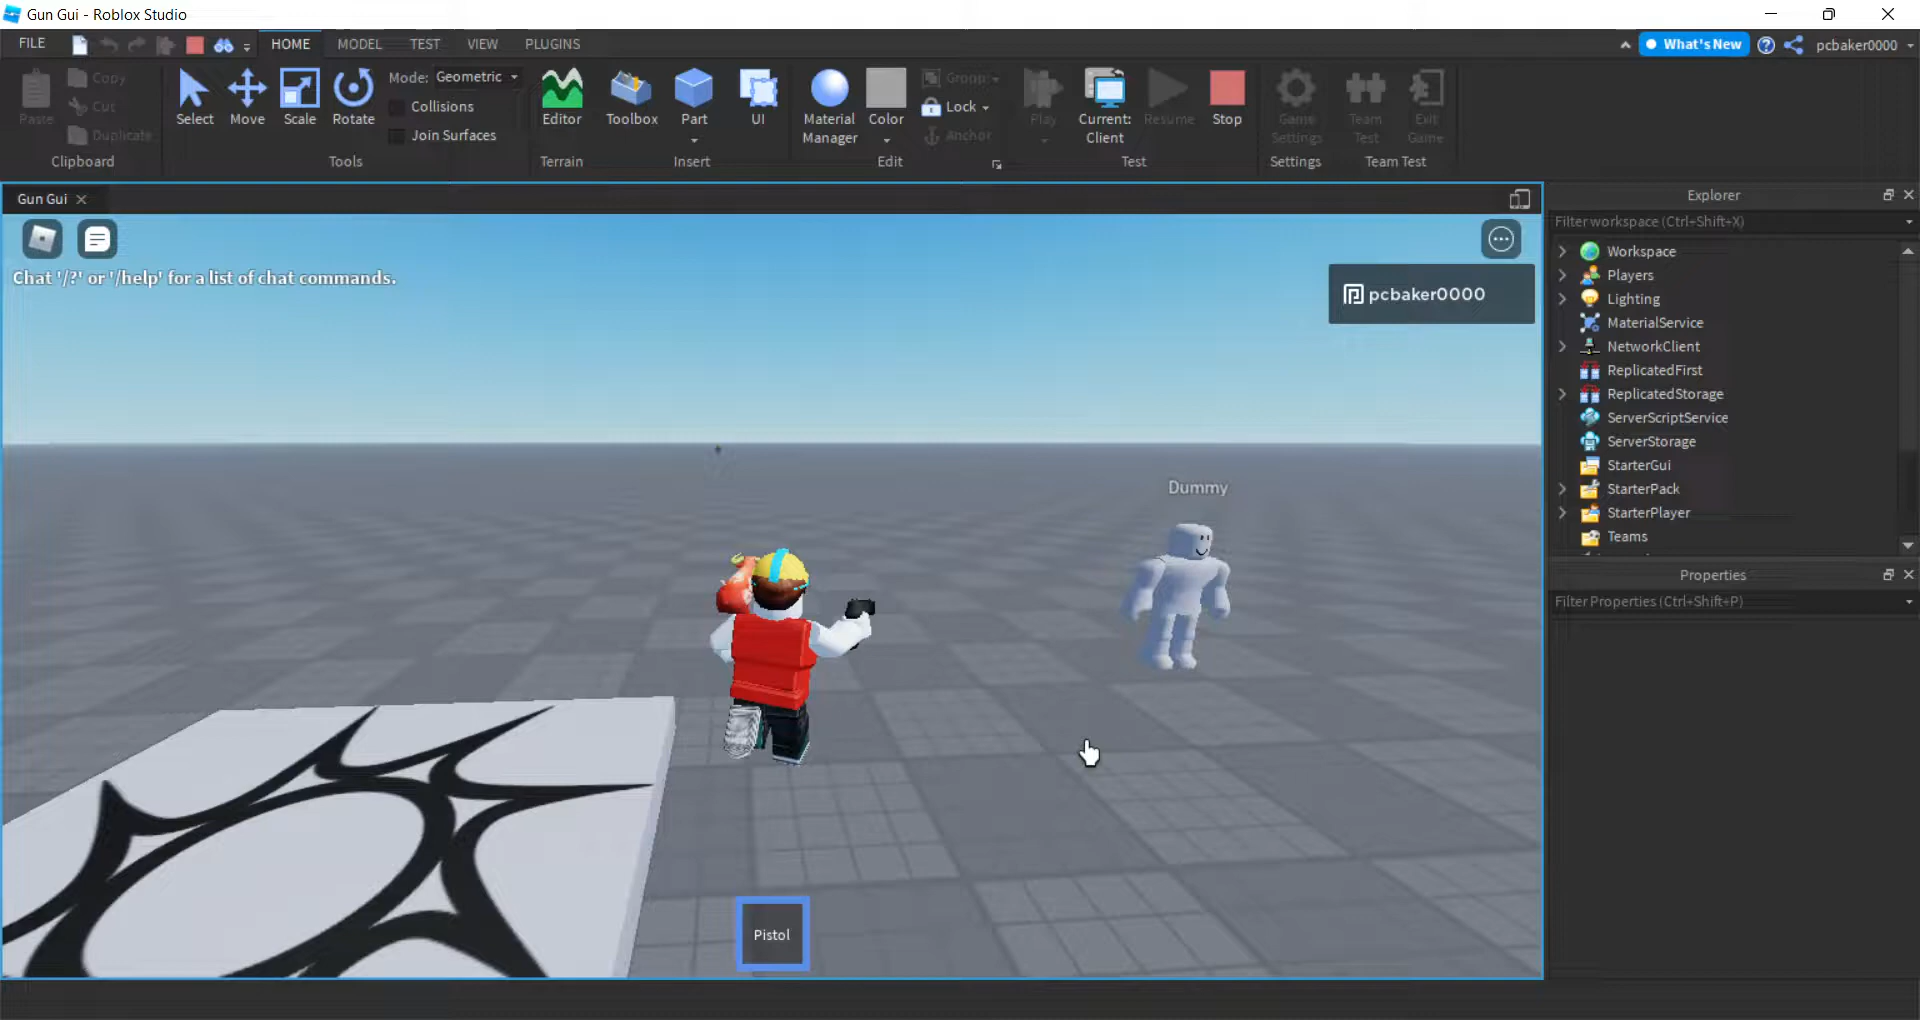 Gun Gui - Roblox Studio
FILE
HOME
MODEL
TEST
VIEW
PLUGINS
What's New
pcbaker0000
Paste
Copy
Cut
Duplicate
Clipboard
Select
Move
Scale
Rotate
Mode: Geometric
Collisions
Join Surfaces
Tools
Editor
Terrain
Toolbox
Part
UI
Insert
Material
Manager
Color
Group
Lock
Anchor
Edit
Play
Current:
Client
Resume
Stop
Test
Game
Settings
Settings
Team
Test
Exit
Game
Team Test
Gun Gui
Chat '/?' or '/help' for a list of chat commands.
pcbaker0000
Dummy
Pistol
Explorer
Filter workspace (Ctrl+Shift+X)
Workspace
Players
Lighting
MaterialService
NetworkClient
ReplicatedFirst
ReplicatedStorage
ServerScriptService
ServerStorage
StarterGui
StarterPack
StarterPlayer
Teams
Properties
Filter Properties (Ctrl+Shift+P)